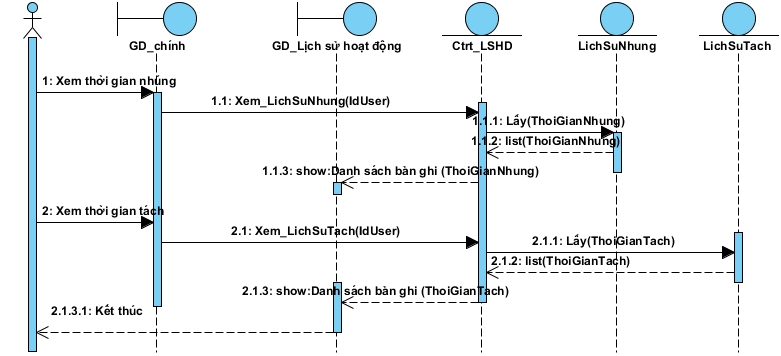 GD_chính
GD_Lịch sử hoạt động
Ctrt_LSHD
LichSuNhung
LichSuTach
1: Xem thời gian nhúng
1.1: Xem_LichSuNhung(IdUser)
1.1.1: Lấy(ThoiGianNhung)
1.1.2: list(ThoiGianNhung)
1.1.3: show:Danh sách bàn ghi (ThoiGianNhung)
2: Xem thời gian tách
2.1: Xem_LichSuTach(IdUser)
2.1.1: Lấy(ThoiGianTach)
2.1.2: list(ThoiGianTach)
2.1.3: show:Danh sách bàn ghi (ThoiGianTach)
2.1.3.1: Kết thúc